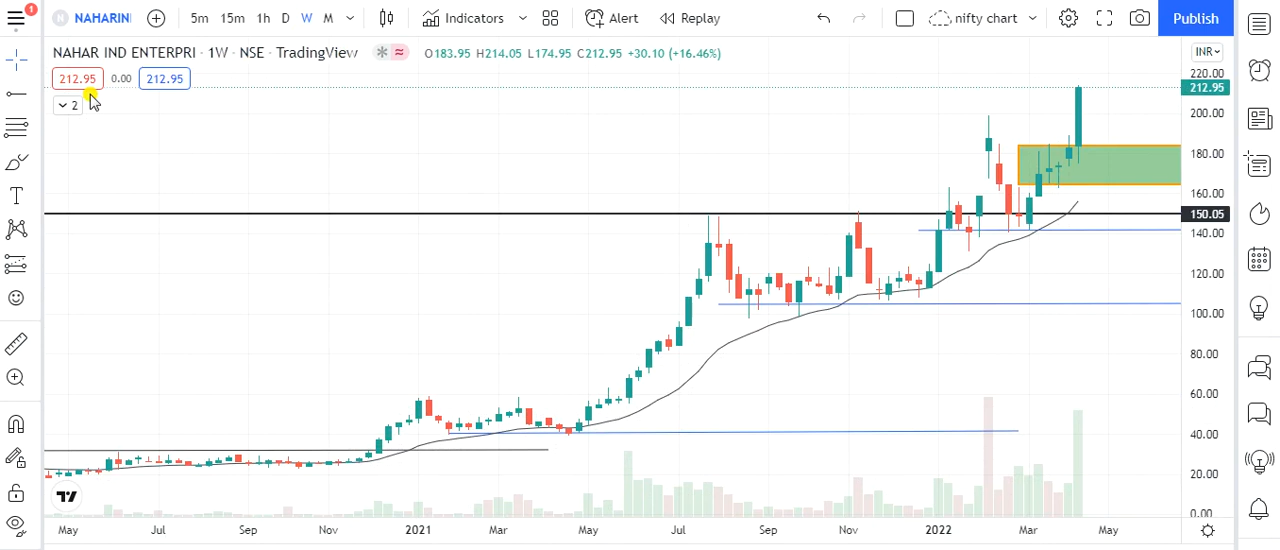 1
NAHARIN
5m 15m 1h D W M Indicators Alert Replay nifty chart Publish
NAHAR IND ENTERPRI · 1W · NSE · TradingView O183.95 H214.05 L174.95 C212.95 +30.10 (+16.46%)
INR
212.95 0.00 212.95
2
220.00
212.95
200.00
180.00
160.00
150.05
140.00
120.00
100.00
80.00
60.00
40.00
20.00
0.00
May Jul Sep Nov 2021 Mar May Jul Sep Nov 2022 Mar May